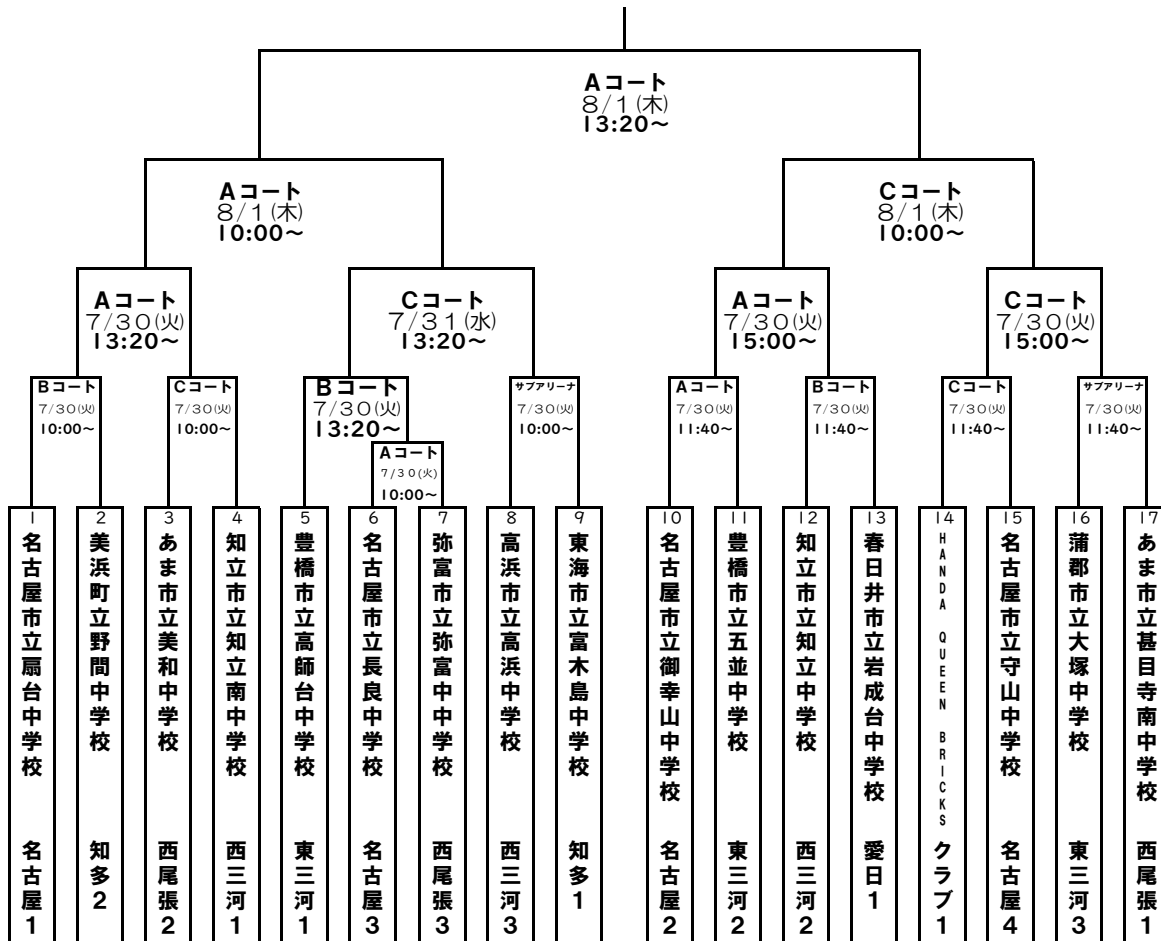 Aコート
8/1(木)
13:20～
Aコート
8/1(木)
10:00～
Cコート
8/1(木)
10:00～
Aコート
7/30(火)
13:20～
Cコート
7/31(水)
13:20～
Aコート
7/30(火)
15:00～
Cコート
7/30(火)
15:00～
Bコート
7/30(火)
10:00～
Cコート
7/30(火)
10:00～
Bコート
7/30(火)
13:20～
サブアリーナ
7/30(火)
10:00～
Aコート
7/30(火)
11:40～
Bコート
7/30(火)
11:40～
Cコート
7/30(火)
11:40～
サブアリーナ
7/30(火)
11:40～
Aコート
7/30(火)
10:00～
1
名古屋市立扇台中学校
名古屋1
2
美浜町立野間中学校
知多2
3
あま市立美和中学校
西尾張2
4
知立市立知立南中学校
西三河1
5
豊橋市立高師台中学校
東三河1
6
名古屋市立長良中学校
名古屋3
7
弥富市立弥富中中学校
西尾張3
8
高浜市立高浜中学校
西三河3
9
東海市立富木島中学校
知多1
10
名古屋市立御幸山中学校
名古屋2
11
豊橋市立五並中学校
東三河2
12
知立市立知立中学校
西三河2
13
春日井市立岩成台中学校
愛日1
14
HANDA QUEEN BRICKS
クラブ1
15
名古屋市立守山中学校
名古屋4
16
蒲郡市立大塚中学校
東三河3
17
あま市立甚目寺南中学校
西尾張1